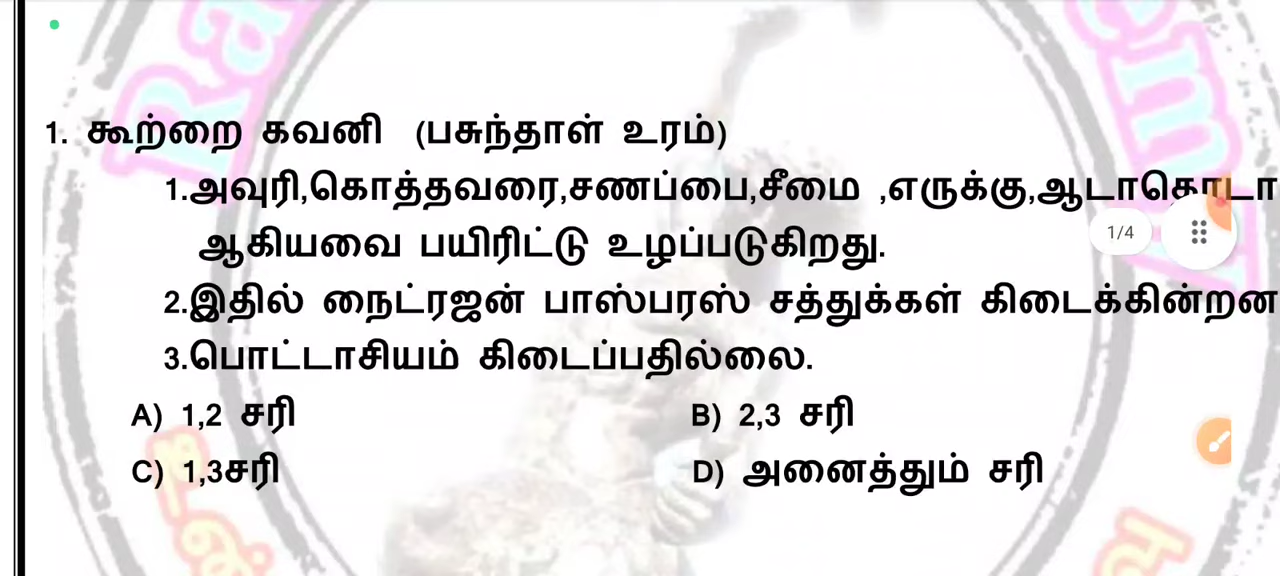 1. கூற்றை கவனி (பசுந்தாள் உரம்)
1.அவுரி,கொத்தவரை,சணப்பை,சீமை ,எருக்கு,ஆடாகொடா
1/4
ஆகியவை பயிரிட்டு உழப்படுகிறது.
2.இதில் நைட்ரஜன் பாஸ்பரஸ் சத்துக்கள் கிடைக்கின்றன
3.பொட்டாசியம் கிடைப்பதில்லை.
A) 1,2 சரி B) 2,3 சரி
C) 1,3சரி D) அனைத்தும் சரி